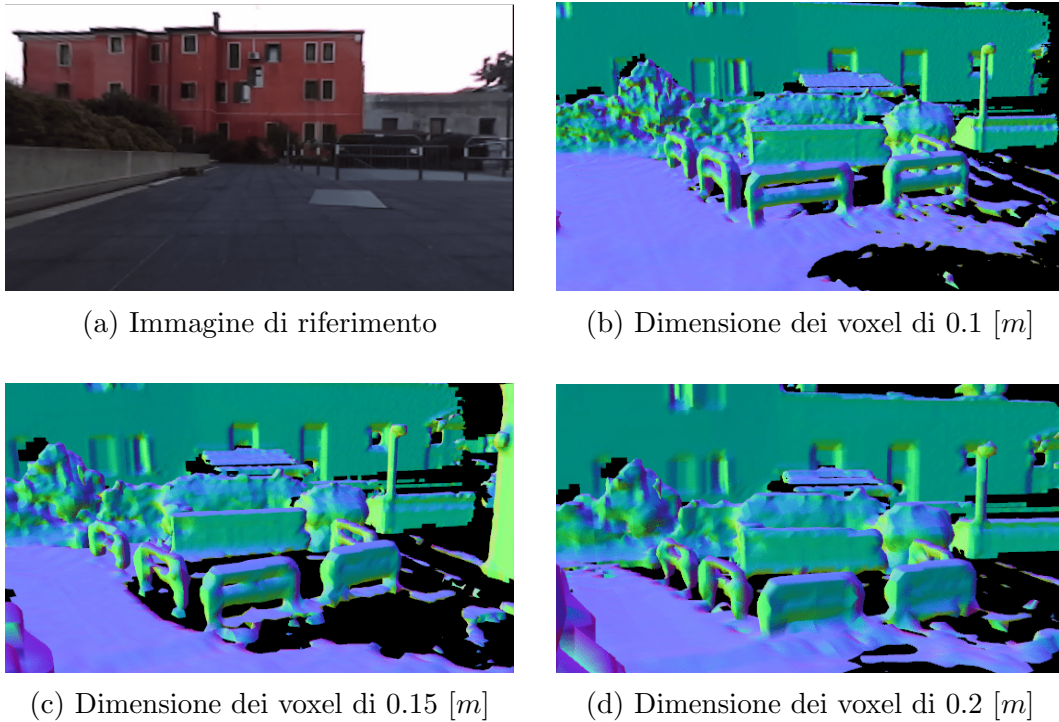 (a) Immagine di riferimento
(b) Dimensione dei voxel di 0.1 [m]
(c) Dimensione dei voxel di 0.15 [m]
(d) Dimensione dei voxel di 0.2 [m]